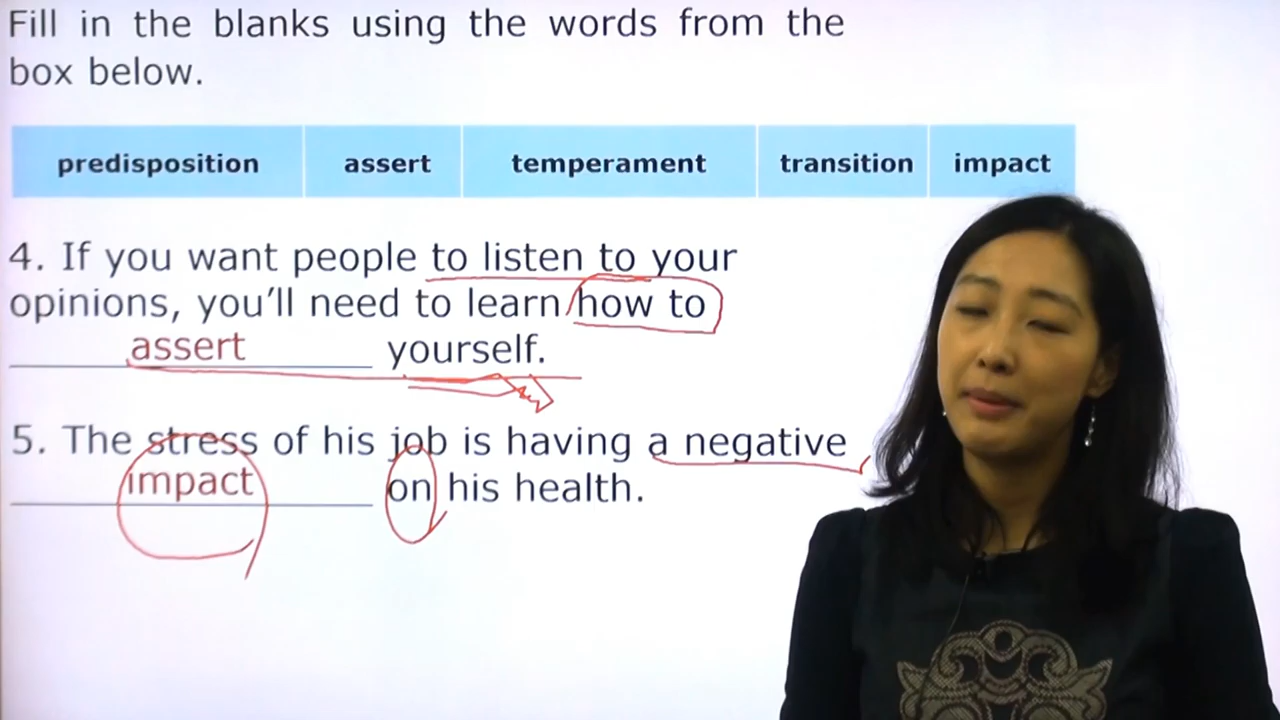 Fill in the blanks using the words from the
box below.
predisposition assert temperament transition impact
4. If you want people to listen to your
opinions, you'll need to learn how to
assert yourself.
5. The stress of his job is having a negative
impact on his health.